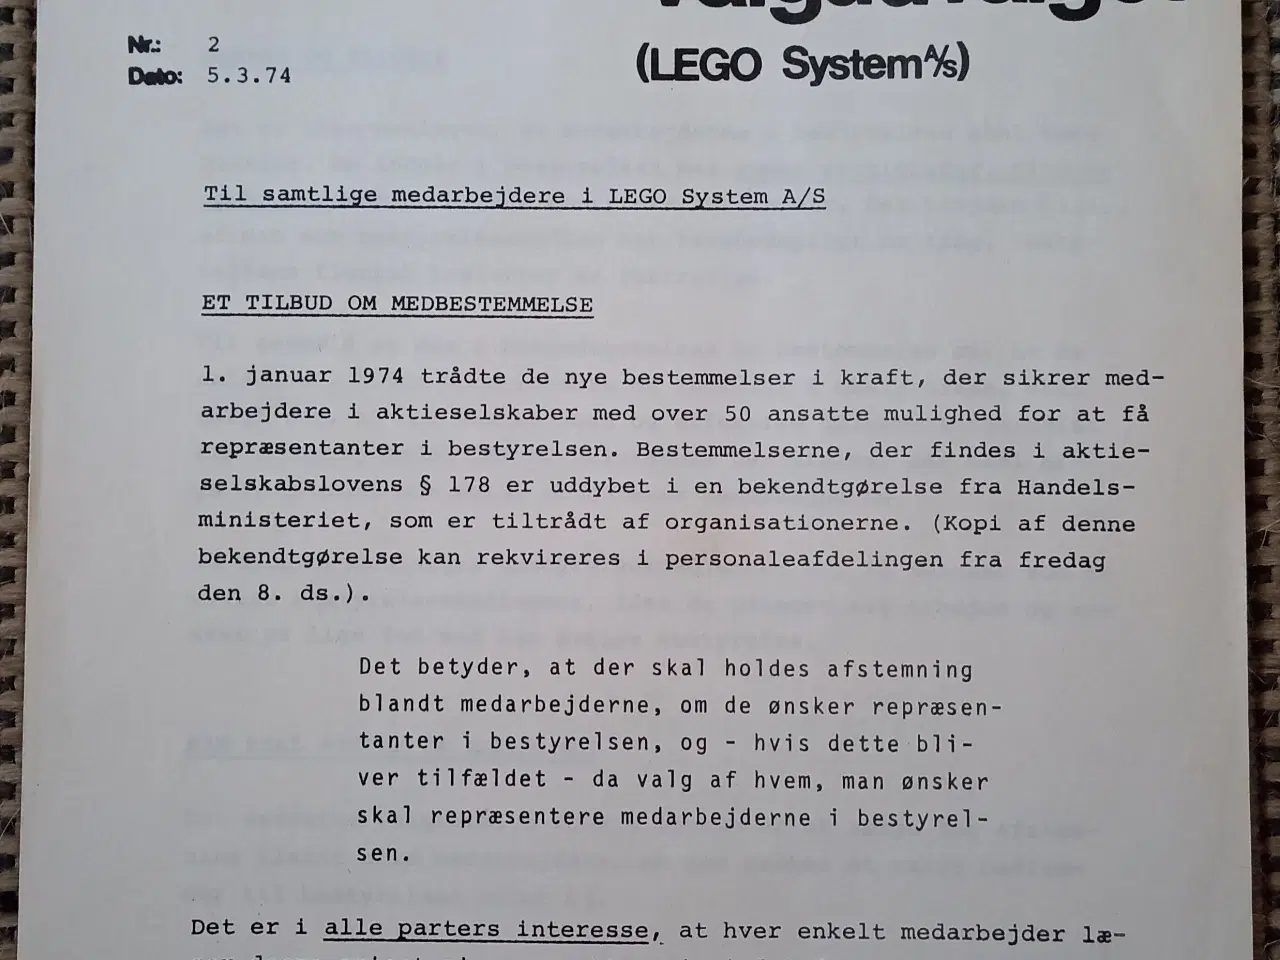 Nr.: 2
Dato: 5.3.74
(LEGO System A/S)
Til samtlige medarbejdere i LEGO System A/S
ET TILBUD OM MEDBESTEMMELSE
1. januar 1974 trådte de nye bestemmelser i kraft, der sikrer med-
arbejdere i aktieselskaber med over 50 ansatte mulighed for at få
repræsentanter i bestyrelsen. Bestemmelserne, der findes i aktie-
selskabslovens § 178 er uddybet i en bekendtgørelse fra Handels-
ministeriet, som er tiltrådt af organisationerne. (Kopi af denne
bekendtgørelse kan rekvireres i personaleafdelingen fra fredag
den 8. ds.).
Det betyder, at der skal holdes afstemning
blandt medarbejderne, om de ønsker repræsen-
tanter i bestyrelsen, og - hvis dette bli-
ver tilfældet - da valg af hvem, man ønsker
skal repræsentere medarbejderne i bestyrel-
sen.
Det er i alle parters interesse, at hver enkelt medarbejder læ-